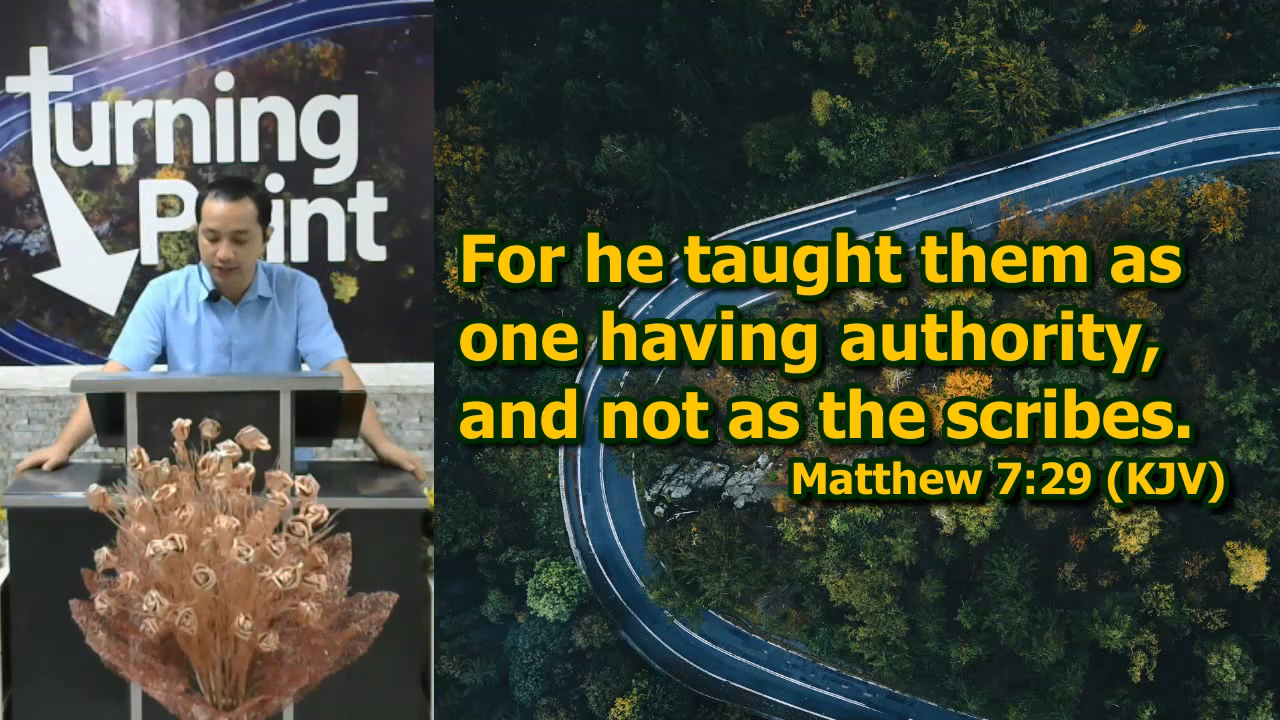 turning
Point
For he taught them as
one having authority,
and not as the scribes.
Matthew 7:29 (KJV)